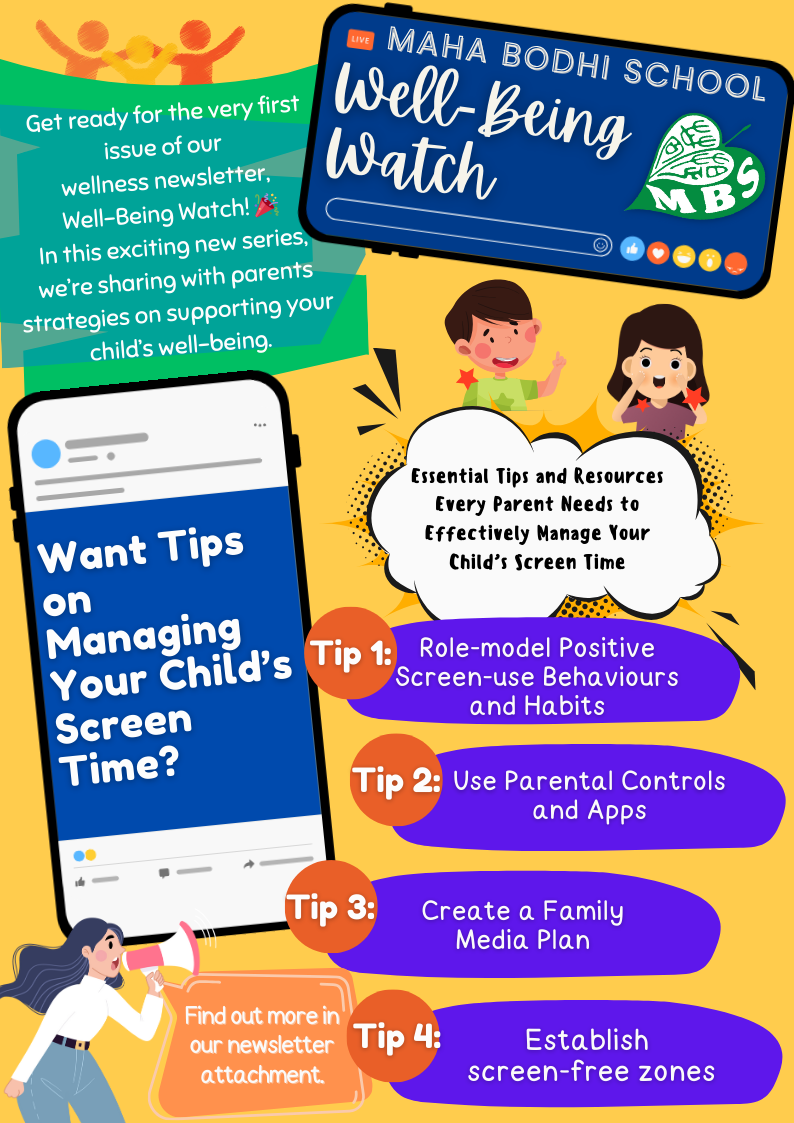 LIVE
MAHA BODHI SCHOOL
Well-Being
Watch
MBS
Get ready for the very first
issue of our
wellness newsletter,
Well-Being Watch! 🎉
In this exciting new series,
we're sharing with parents
strategies on supporting your
child's well-being.
Essential Tips and Resources
Every Parent Needs to
Effectively Manage Your
Child's Screen Time
Want Tips
on
Managing
Your Child's
Screen
Time?
Tip 1:
Role-model Positive
Screen-use Behaviours
and Habits
Tip 2:
Use Parental Controls
and Apps
Tip 3:
Create a Family
Media Plan
Tip 4:
Establish
screen-free zones
Find out more in
our newsletter
attachment.